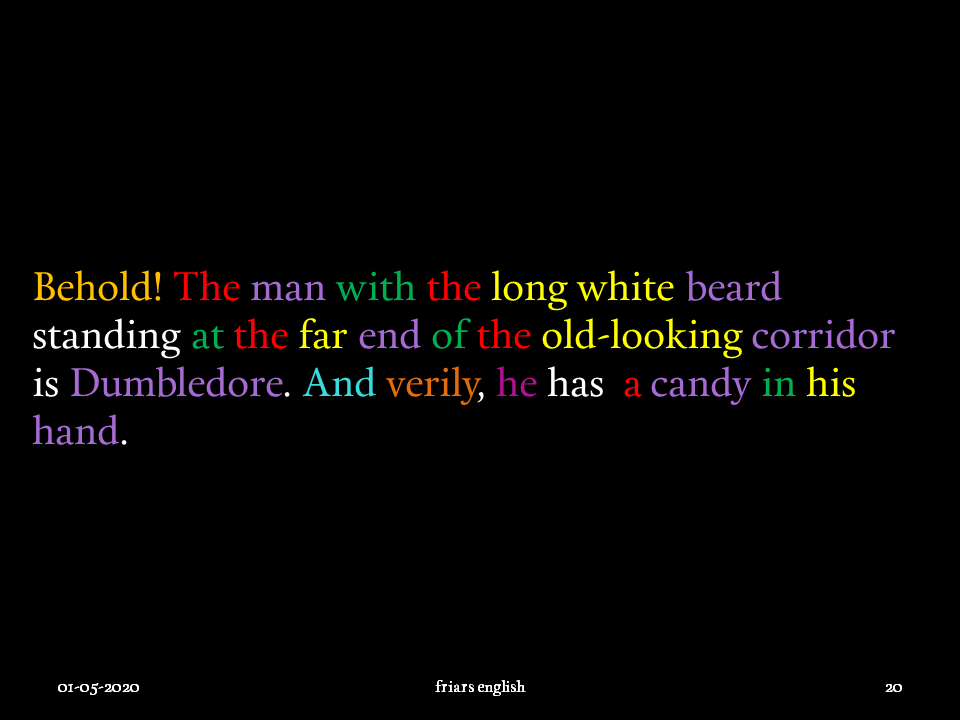 Behold! The man with the long white beard
standing at the far end of the old-looking corridor
is Dumbledore. And verily, he has  a candy in his
hand.
01-05-2020 friars english 20